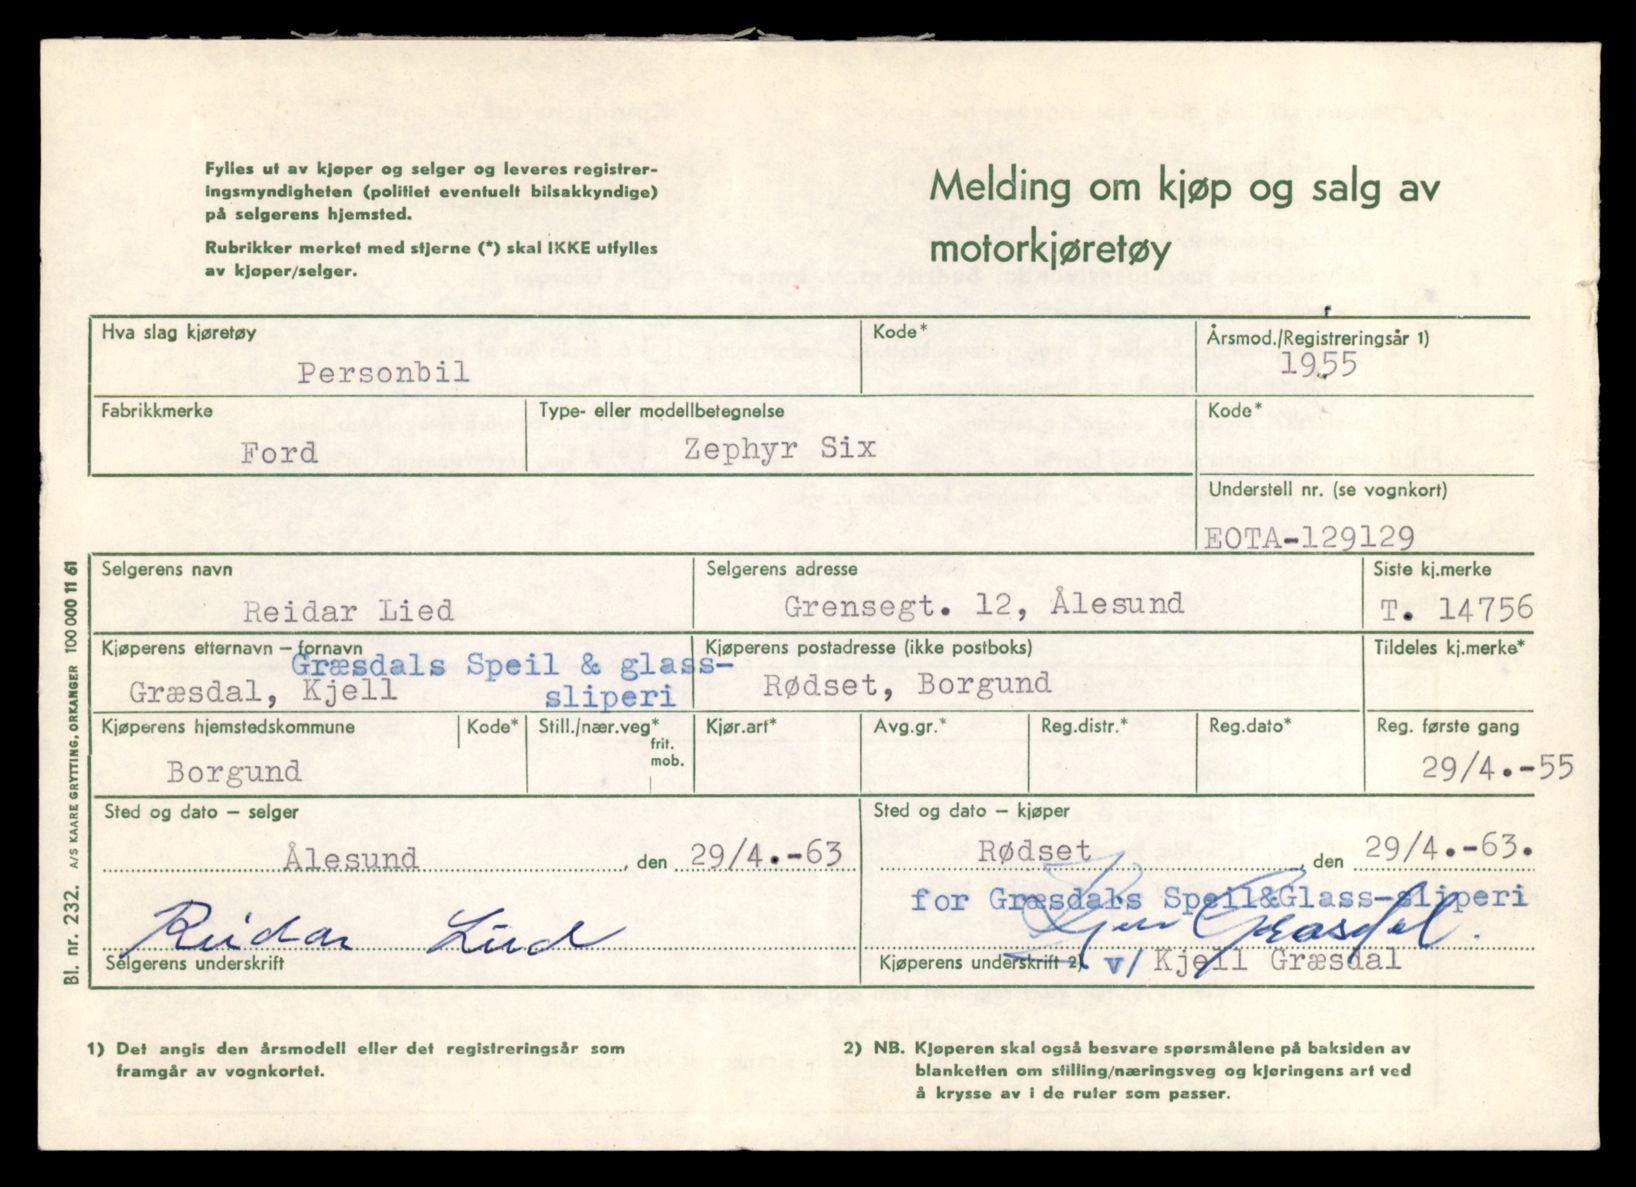 Fylles ut av kjøper og selger og leveres registrer-
ingsmyndigheten (politiet eventuelt bilsakkyndige)
på selgerens hjemsted.
Rubrikker merket med stjerne (*) skal IKKE utfylles
av kjøper/selger.
Melding om kjøp og salg av
motorkjøretøy
Hva slag kjøretøy
Personbil
Kode*
Årsmod./Registreringsår 1)
1955
Fabrikkmerke
Ford
Type- eller modellbetegnelse
Zephyr Six
Kode*
Understell nr. (se vognkort)
EOTA-129129
Selgerens navn
Reidar Lied
Selgerens adresse
Grensegt. 12, Ålesund
Siste kj.merke
T. 14756
Kjøperens etternavn – fornavn
Græsdals Speil & glass-
Græsdal, Kjell
sliperi
Kjøperens postadresse (ikke postboks)
Rødset, Borgund
Tildeles kj.merke*
Kjøperens hjemstedskommune
Borgund
Kode*
Still./nær.veg*
frit.
mob.
Kjør.art*
Avg.gr.*
Reg.distr.*
Reg.dato*
Reg. første gang
29/4.-55
Sted og dato – selger
Ålesund, den 29/4.-63
Reidar Lied
Selgerens underskrift
Sted og dato – kjøper
Rødset, den 29/4.-63.
for Græsdals Speil&Glass-sliperi
Kjell Græsdal.
Kjøperens underskrift 2). v/ Kjell Græsdal
1) Det angis den årsmodell eller det registreringsår som
framgår av vognkortet.
2) NB. Kjøperen skal også besvare spørsmålene på baksiden av
blanketten om stilling/næringsveg og kjøringens art ved
å krysse av i de ruter som passer.
Bl. nr. 232. A/S KAARE GRYTTING, ORKANGER 100 000 11 61